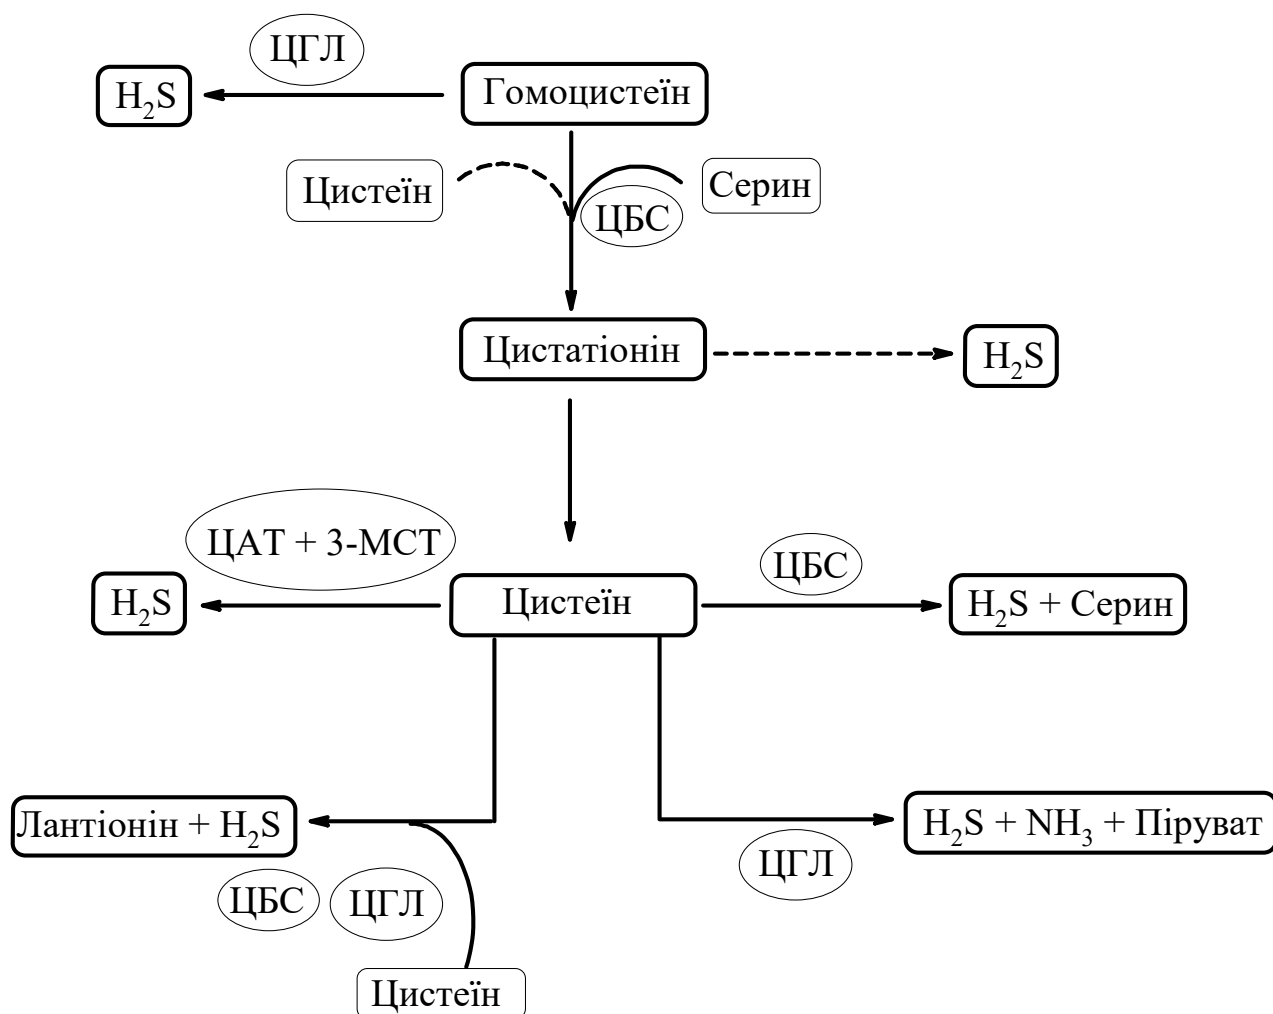 ЦГЛ
H₂S
Гомоцистеїн
Цистеїн
Серин
ЦБС
Цистатіонін
H₂S
ЦАТ + 3-МСТ
ЦБС
H₂S
Цистеїн
H₂S + Серин
Лантіонін + H₂S
H₂S + NH₃ + Піруват
ЦБС
ЦГЛ
ЦГЛ
Цистеїн